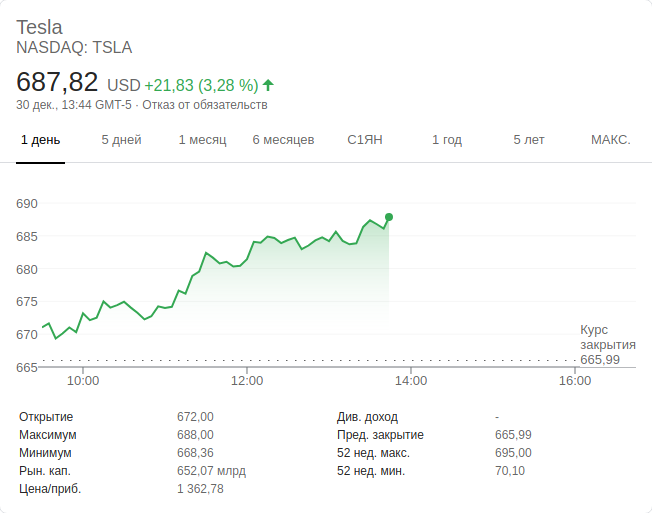 Tesla
NASDAQ: TSLA
687,82 USD +21,83 (3,28 %)
30 дек., 13:44 GMT-5 · Отказ от обязательств
1 день 5 дней 1 месяц 6 месяцев С1ЯН 1 год 5 лет МАКС.
690
685
680
675
670
665
Курс
закрытия
665,99
10:00 12:00 14:00 16:00
Открытие 672,00 Див. доход -
Максимум 688,00 Пред. закрытие 665,99
Минимум 668,36 52 нед. макс. 695,00
Рын. кап. 652,07 млрд 52 нед. мин. 70,10
Цена/приб. 1 362,78